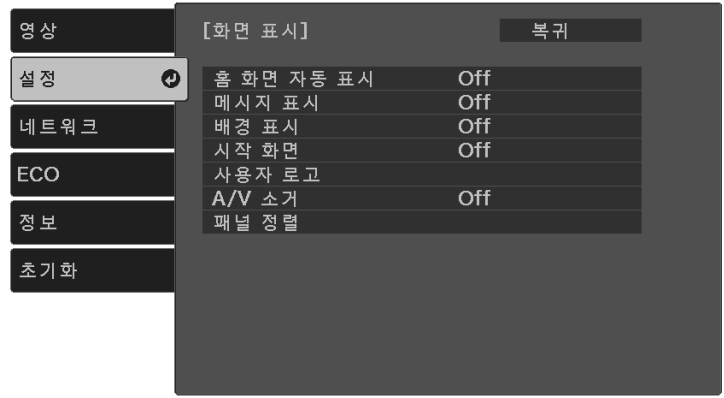 영상
설정
네트워크
ECO
정보
초기화
[화면 표시] 복귀
홈 화면 자동 표시 Off
메시지 표시 Off
배경 표시 Off
시작 화면 Off
사용자 로고
A/V 소거 Off
패널 정렬